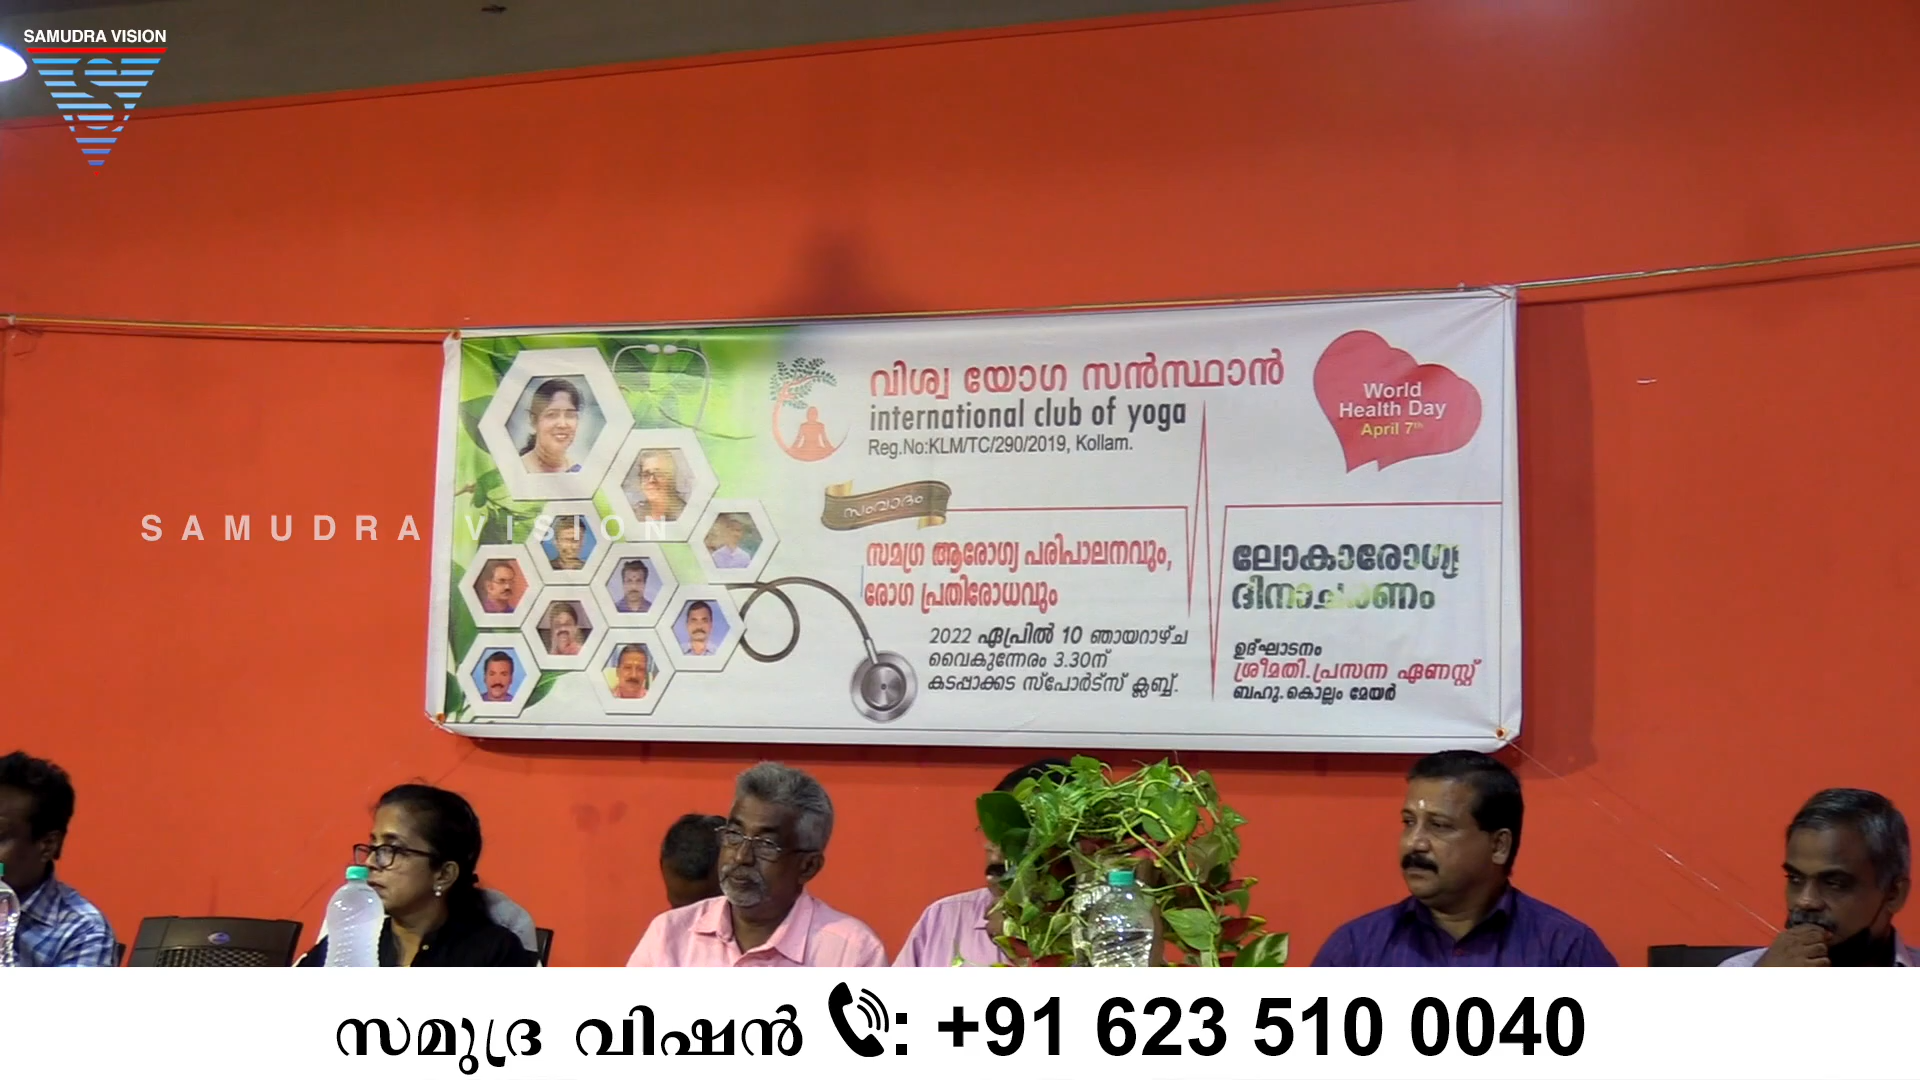 SAMUDRA VISION
വിശ്വ യോഗ സൻസ്ഥാൻ
international club of yoga
Reg.No:KLM/TC/290/2019, Kollam.
World
Health Day
April 7th
സംവാദം
SAMUDRA VISION
സമഗ്ര ആരോഗ്യ പരിപാലനവും,
രോഗ പ്രതിരോധവും
2022 ഏപ്രിൽ 10 ഞായറാഴ്ച
വൈകുന്നേരം 3.30ന്
കടപ്പാക്കട സ്പോർട്സ് ക്ലബ്ബ്.
ലോകാരോഗ്യ
ദിനാചരണം
ഉദ്ഘാടനം
ശ്രീമതി.പ്രസന്ന ഏണസ്റ്റ്
ബഹു.കൊല്ലം മേയർ
സമുദ്ര വിഷൻ : +91 623 510 0040